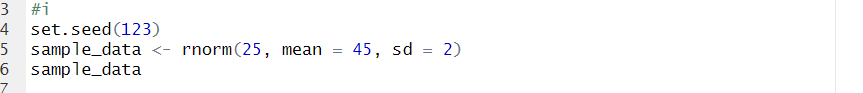 3 #i
4 set.seed(123)
5 sample_data <- rnorm(25, mean = 45, sd = 2)
6 sample_data
7